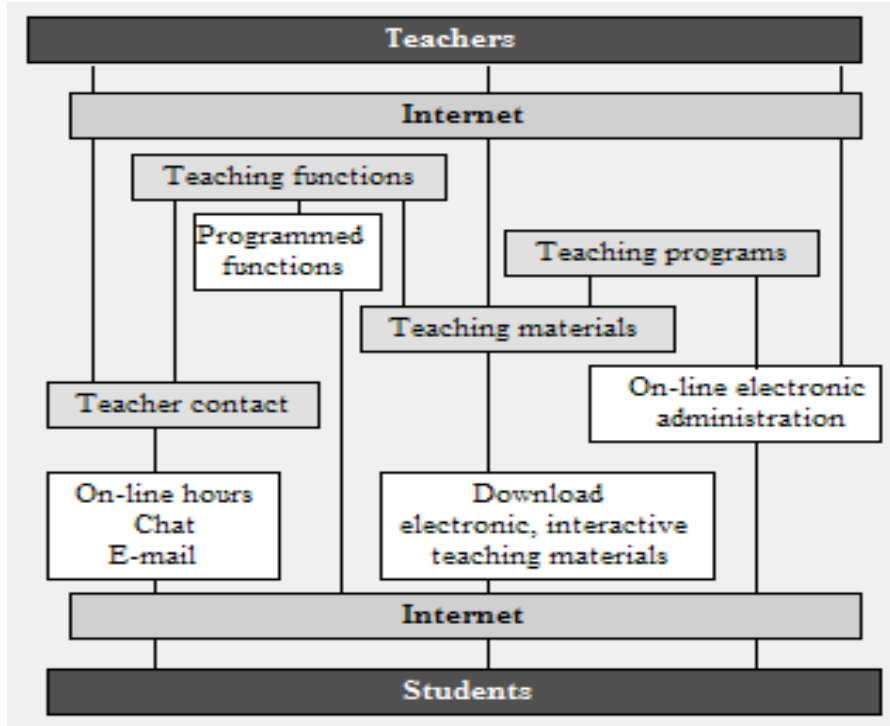 Teachers
Internet
Teaching functions
Programmed
functions
Teaching programs
Teaching materials
Teacher contact
On-line electronic
administration
On-line hours
Chat
E-mail
Download
electronic, interactive
teaching materials
Internet
Students